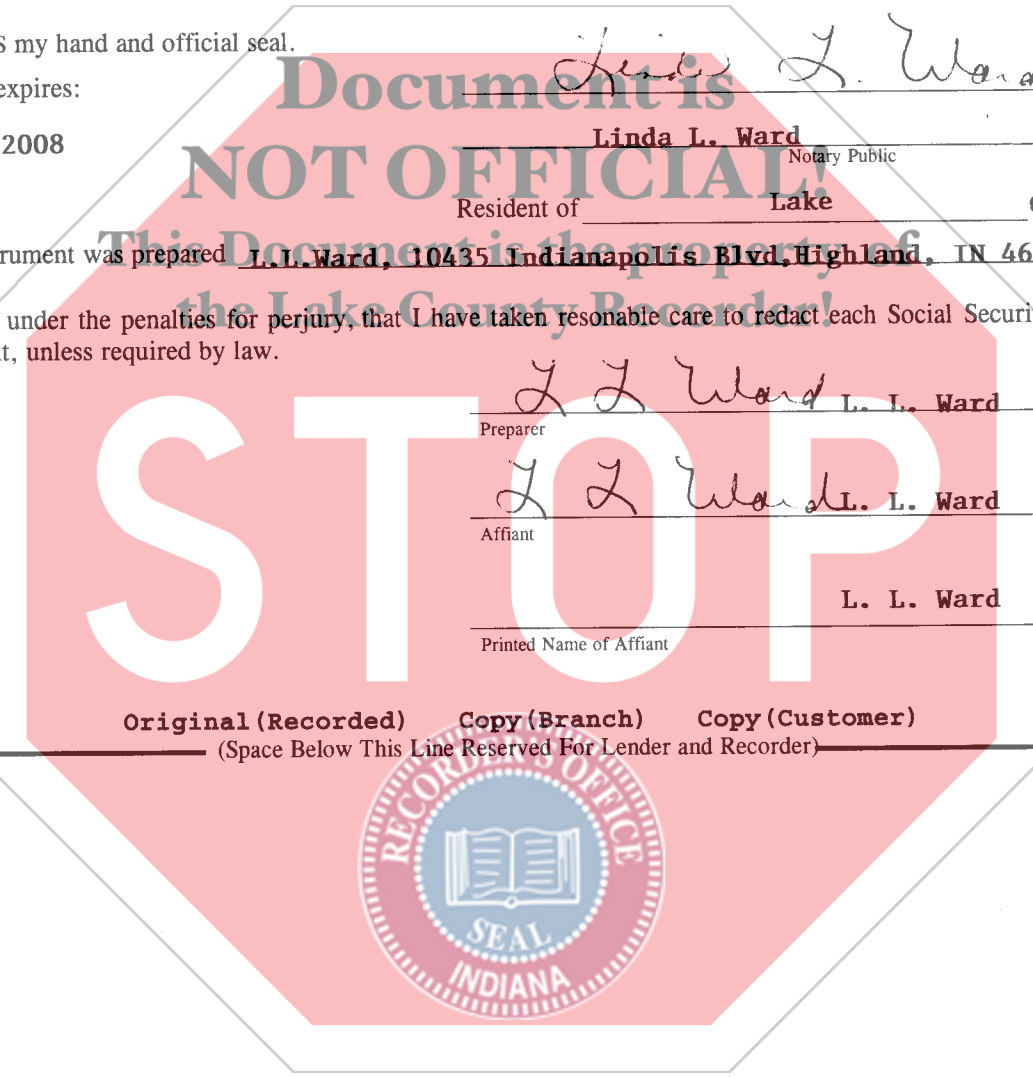 S my hand and official seal.
Linda L. Ward
expires:
Document is
2008
Linda L. Ward
Notary Public
NOT OFFICIAL!
Resident of Lake
This Document is the property of
rument was prepared L.L.Ward, 10435 Indianapolis Blvd,Highland, IN 46
the Lake County Recorder!
under the penalties for perjury, that I have taken resonable care to redact each Social Securi
t, unless required by law.
L L Ward L. L. Ward
Preparer
STOP
L L Ward L. L. Ward
Affiant
L. L. Ward
Printed Name of Affiant
Original(Recorded) Copy(Branch) Copy(Customer)
(Space Below This Line Reserved For Lender and Recorder)
RECORDER'S OFFICE
SEAL
INDIANA